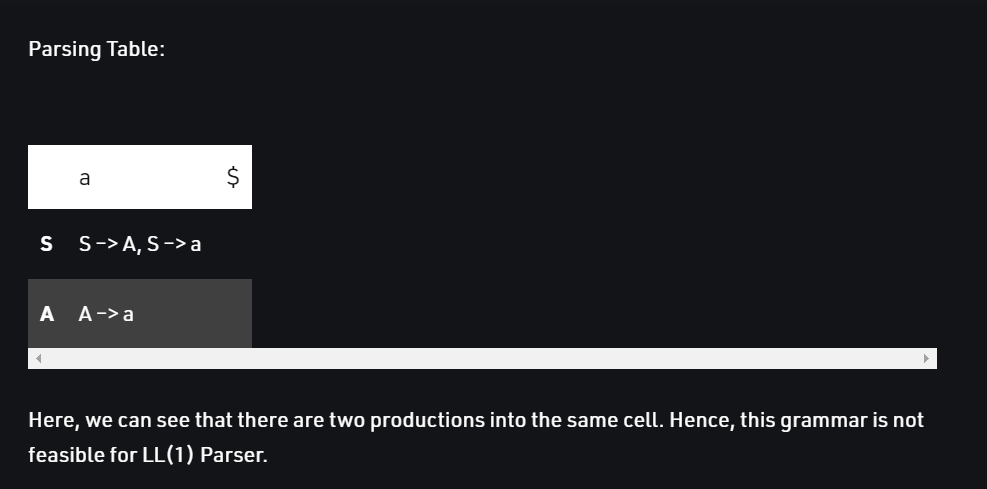 Parsing Table:
a $
S S -> A, S -> a
A A -> a
Here, we can see that there are two productions into the same cell. Hence, this grammar is not
feasible for LL(1) Parser.